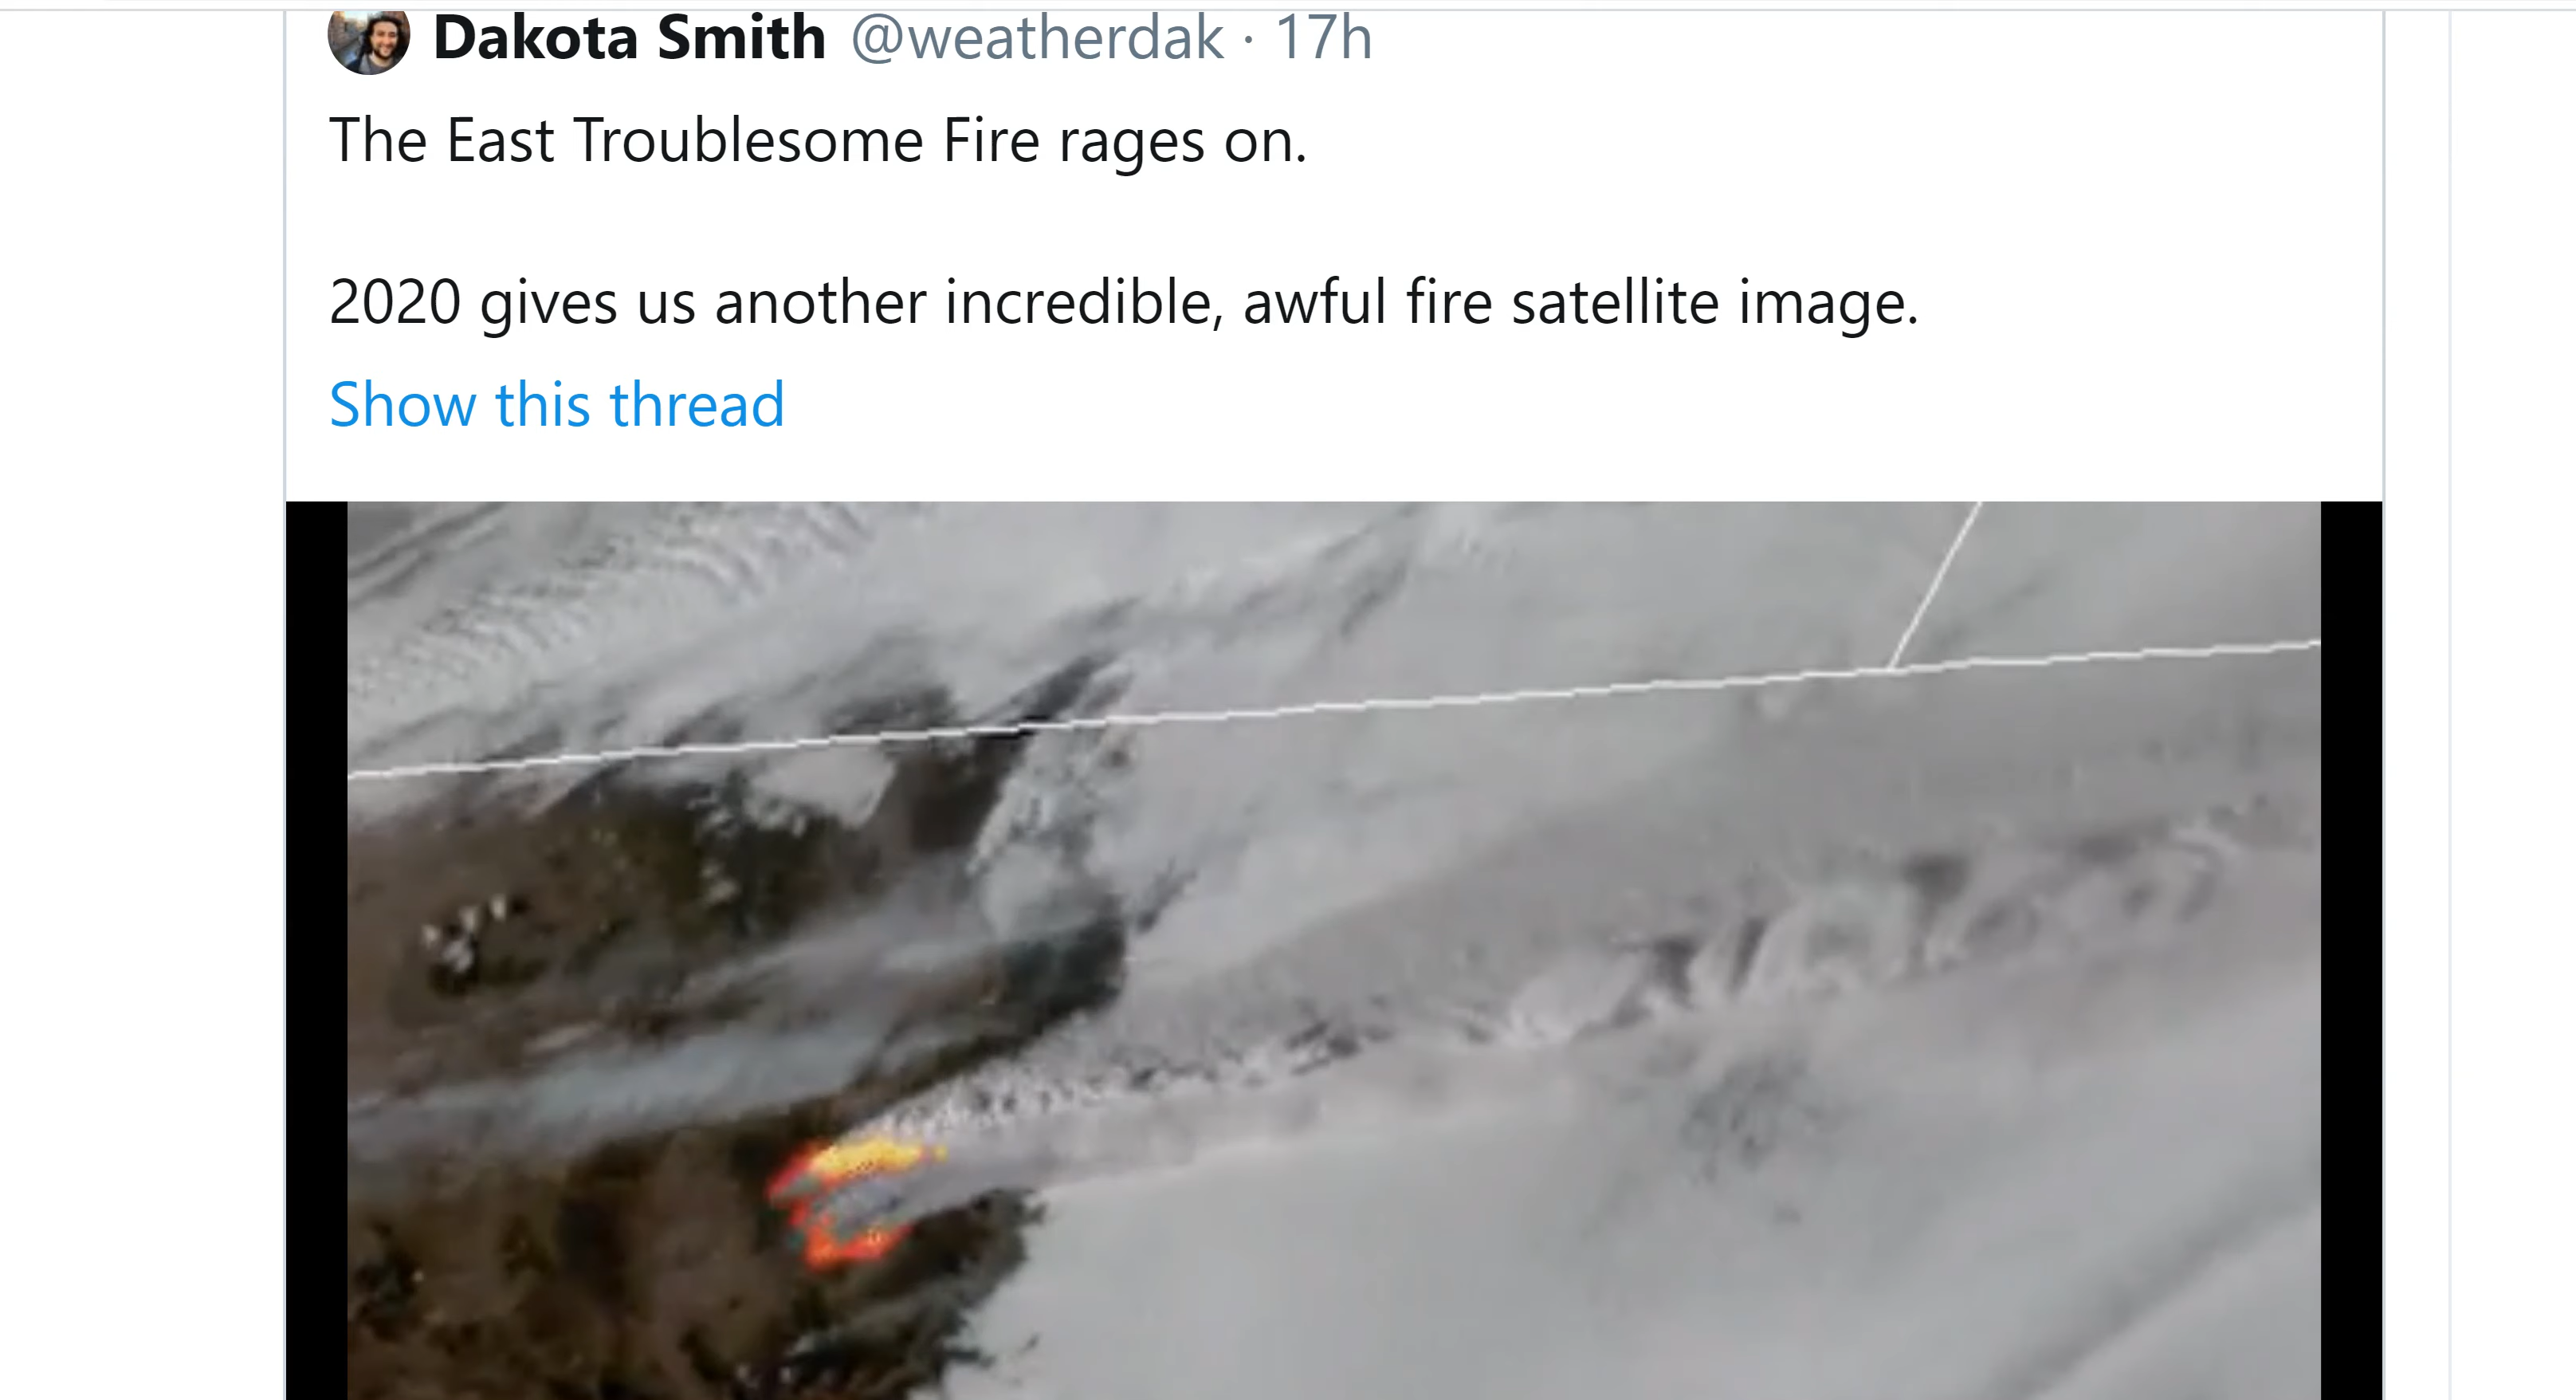 Dakota Smith @weatherdak · 17h
The East Troublesome Fire rages on.
2020 gives us another incredible, awful fire satellite image.
Show this thread